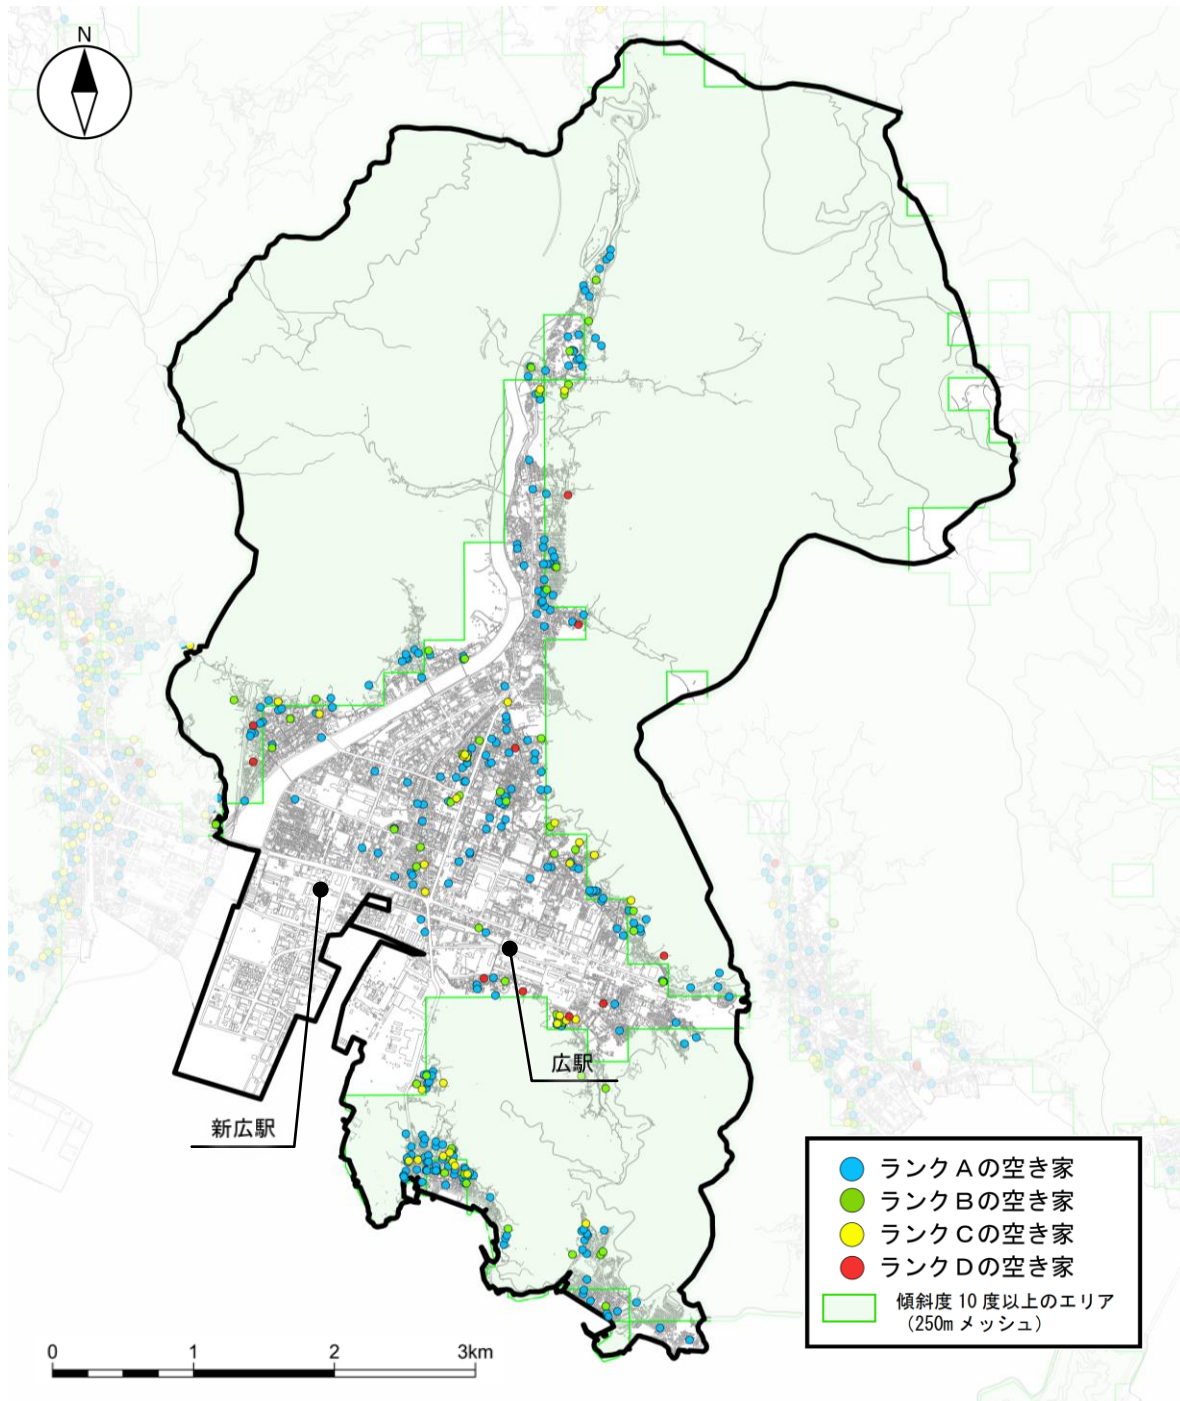 N
広駅
新広駅
ランクAの空き家
ランクBの空き家
ランクCの空き家
ランクDの空き家
傾斜度10度以上のエリア
（250mメッシュ）
0 1 2 3km